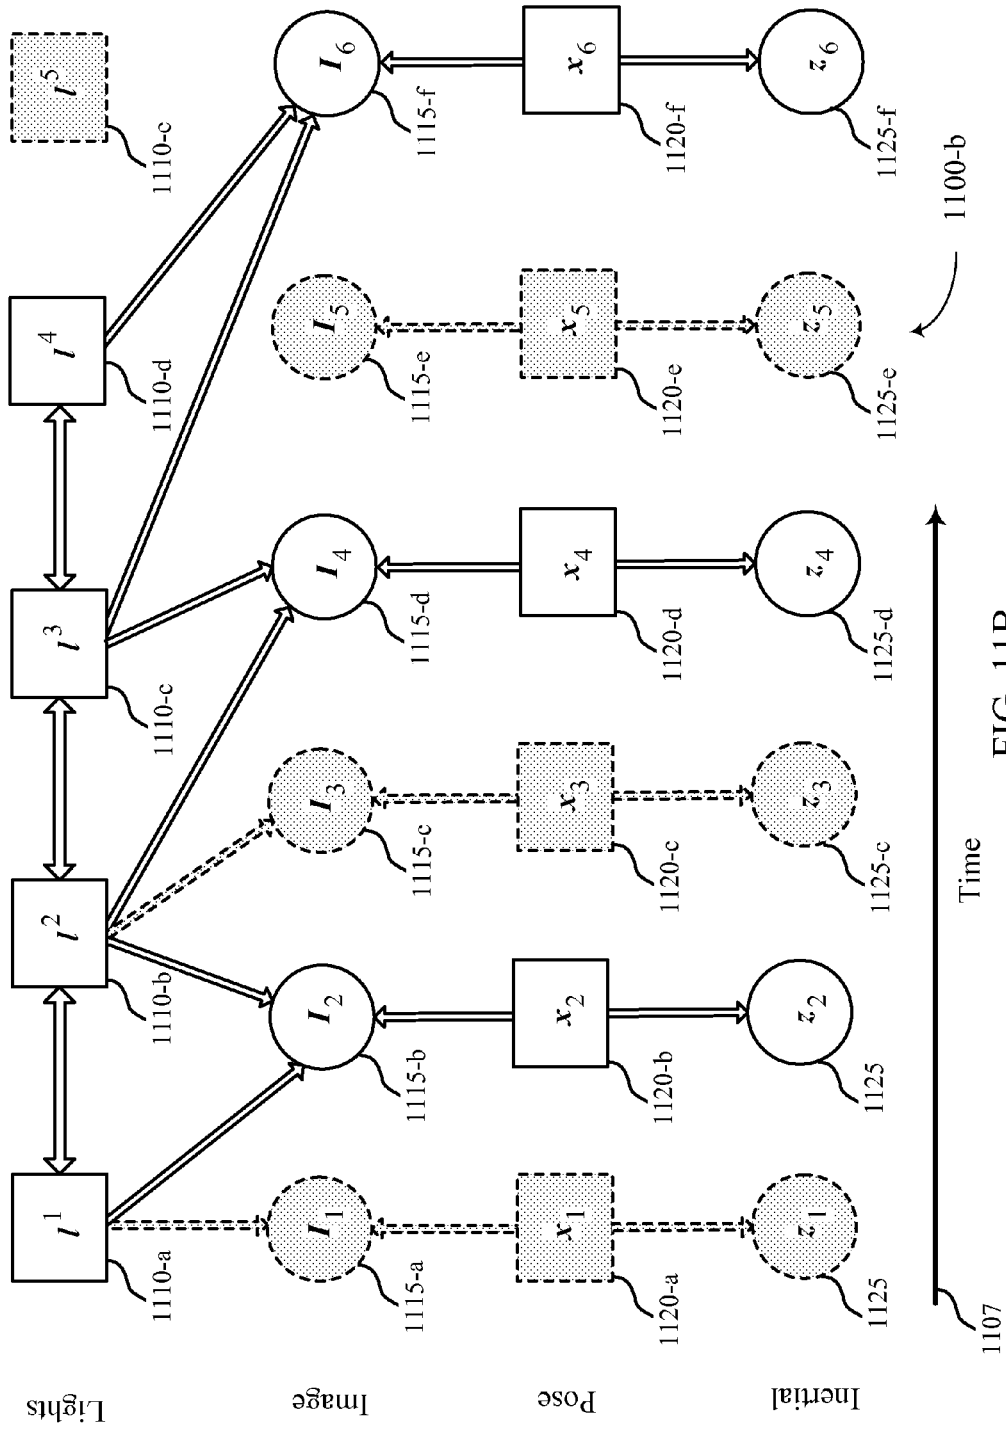 Lights
l¹
l²
l³
l⁴
l⁵
1110-a
1110-b
1110-c
1110-d
1110-c
Image
I₁
I₂
I₃
I₄
I₅
I₆
1115-a
1115-b
1115-c
1115-d
1115-e
1115-f
Pose
x₁
x₂
x₃
x₄
x₅
x₆
1120-a
1120-b
1120-c
1120-d
1120-e
1120-f
Inertial
z₁
z₂
z₃
z₄
z₅
z₆
1125
1125
1125-c
1125-d
1125-e
1125-f
1107
Time
1100-b
FIG. 11B